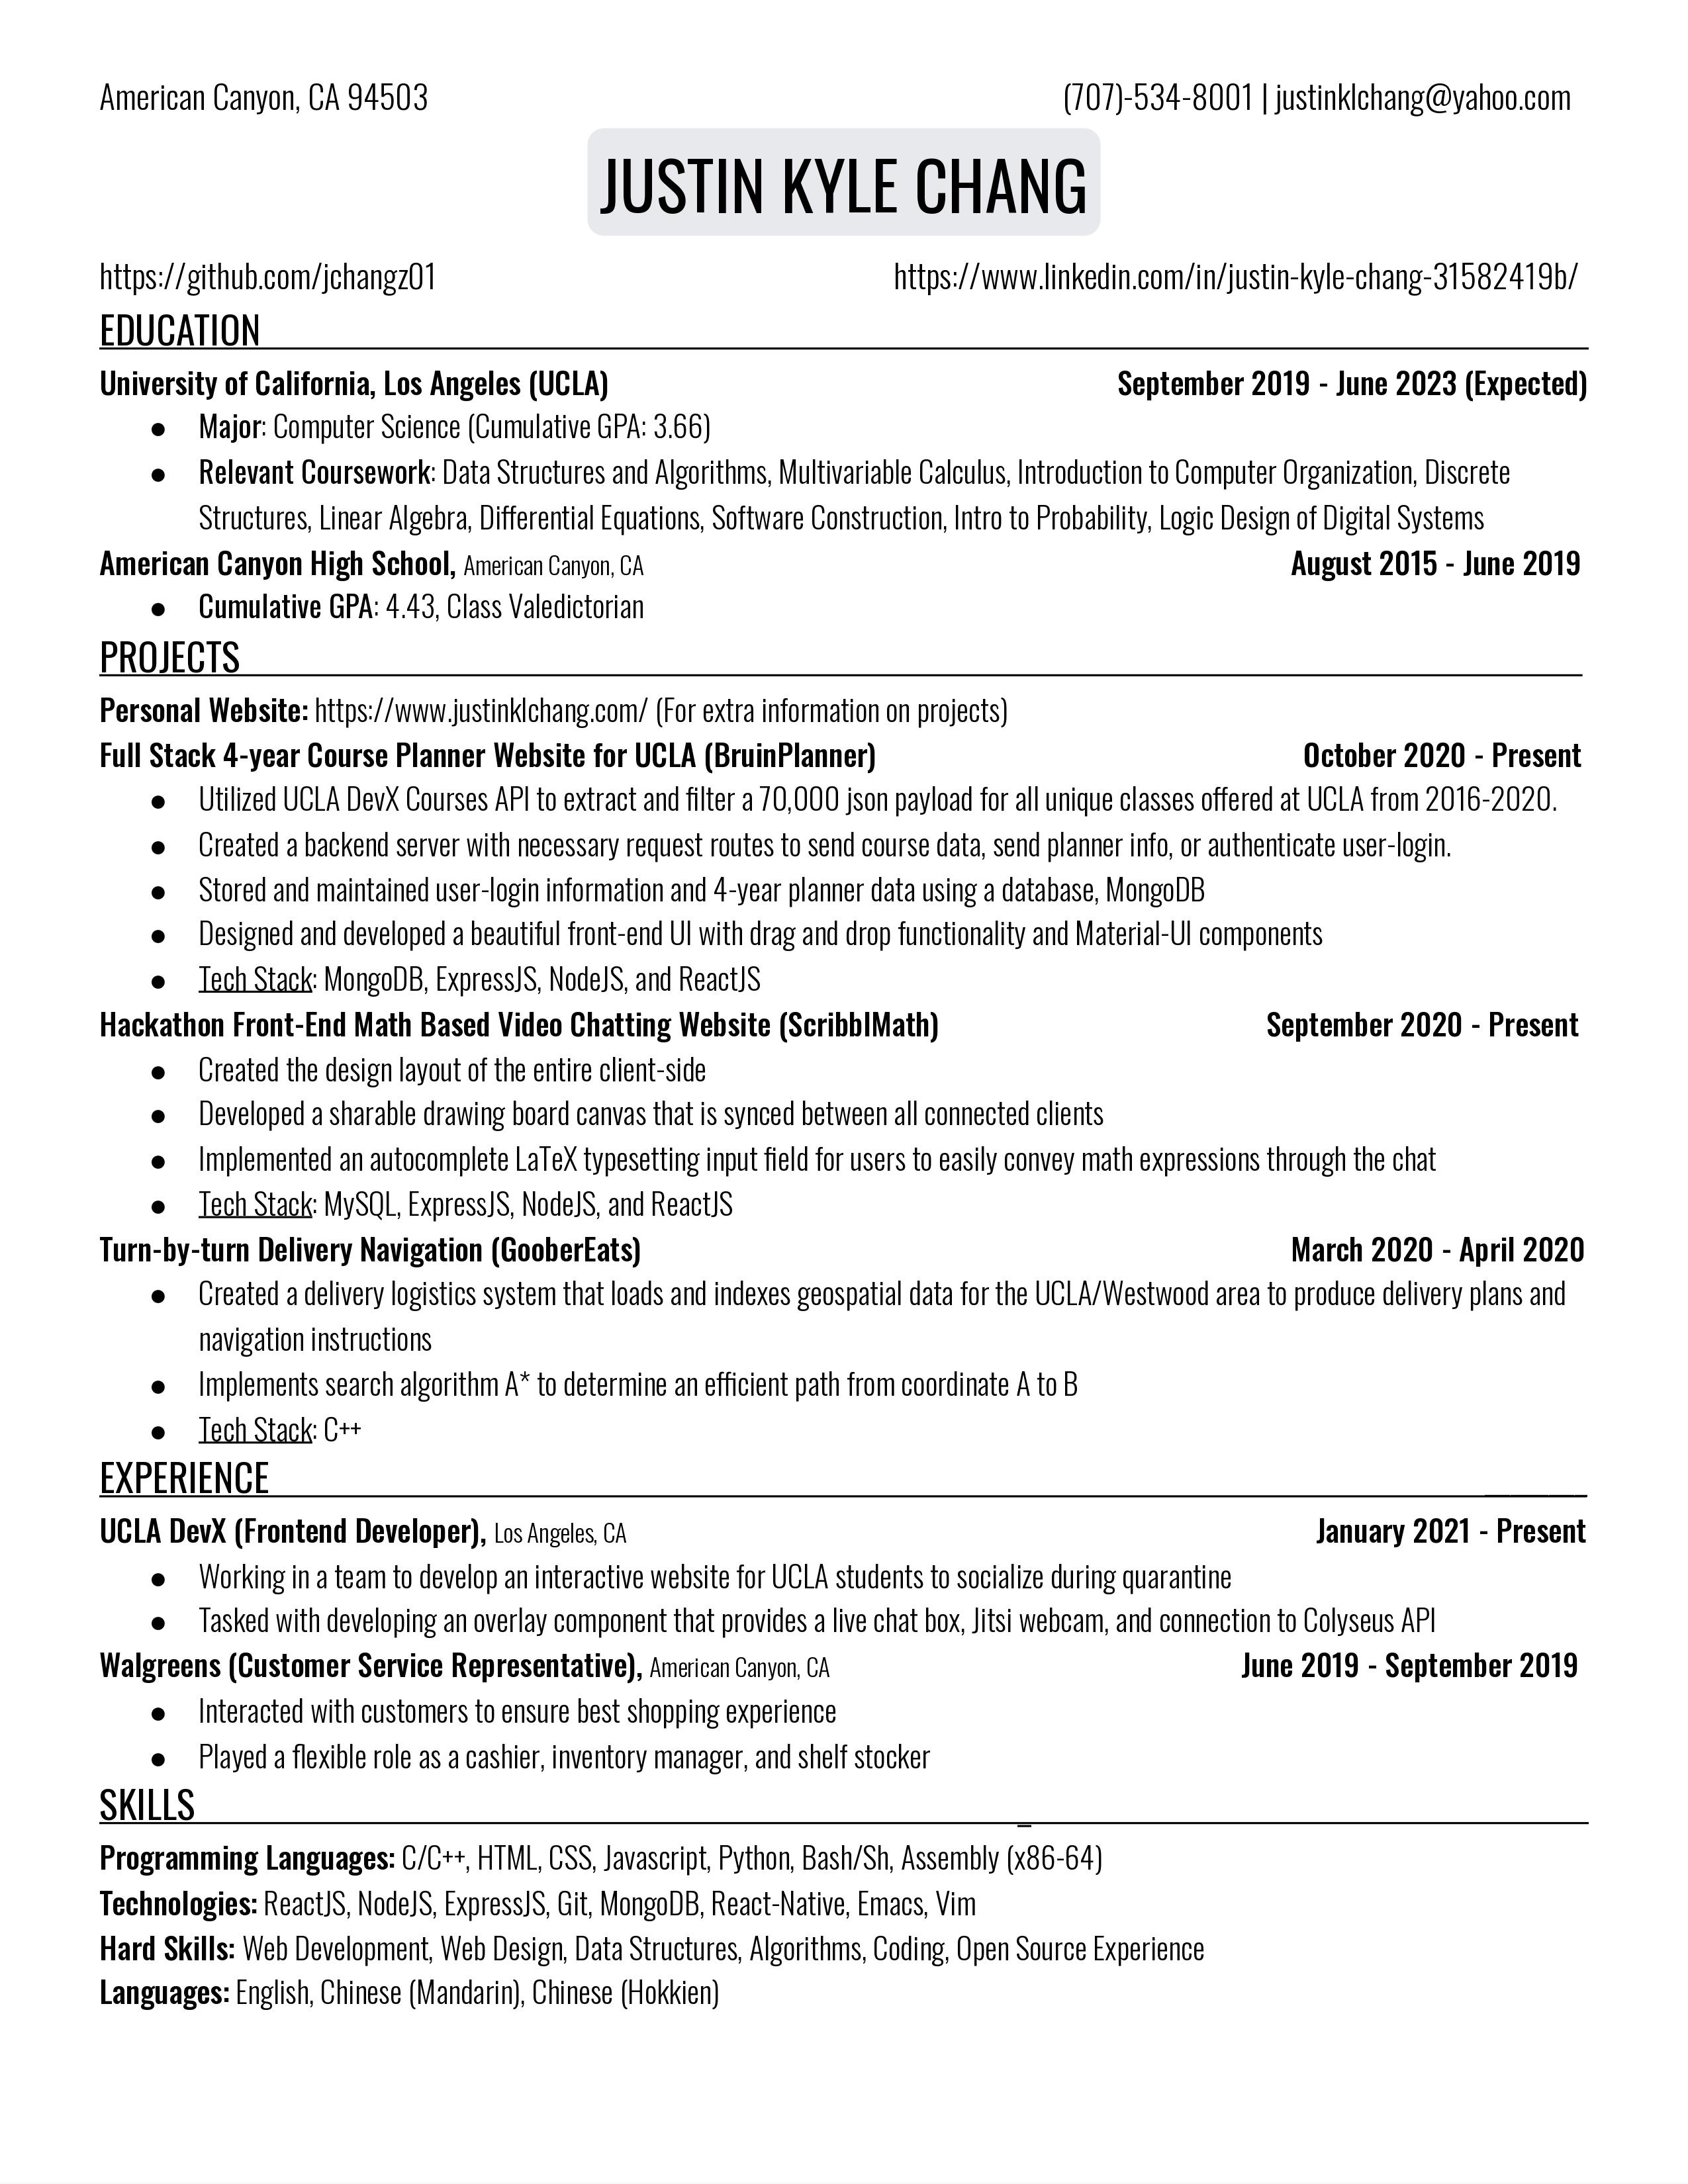 American Canyon, CA 94503 (707)-534-8001 | justinklchang@yahoo.com
JUSTIN KYLE CHANG
https://github.com/jchangz01 https://www.linkedin.com/in/justin-kyle-chang-31582419b/
EDUCATION
University of California, Los Angeles (UCLA) September 2019 - June 2023 (Expected)
● Major: Computer Science (Cumulative GPA: 3.66)
● Relevant Coursework: Data Structures and Algorithms, Multivariable Calculus, Introduction to Computer Organization, Discrete
Structures, Linear Algebra, Differential Equations, Software Construction, Intro to Probability, Logic Design of Digital Systems
American Canyon High School, American Canyon, CA August 2015 - June 2019
● Cumulative GPA: 4.43, Class Valedictorian
PROJECTS
Personal Website: https://www.justinklchang.com/ (For extra information on projects)
Full Stack 4-year Course Planner Website for UCLA (BruinPlanner) October 2020 - Present
● Utilized UCLA DevX Courses API to extract and filter a 70,000 json payload for all unique classes offered at UCLA from 2016-2020.
● Created a backend server with necessary request routes to send course data, send planner info, or authenticate user-login.
● Stored and maintained user-login information and 4-year planner data using a database, MongoDB
● Designed and developed a beautiful front-end UI with drag and drop functionality and Material-UI components
● Tech Stack: MongoDB, ExpressJS, NodeJS, and ReactJS
Hackathon Front-End Math Based Video Chatting Website (ScribblMath) September 2020 - Present
● Created the design layout of the entire client-side
● Developed a sharable drawing board canvas that is synced between all connected clients
● Implemented an autocomplete LaTeX typesetting input field for users to easily convey math expressions through the chat
● Tech Stack: MySQL, ExpressJS, NodeJS, and ReactJS
Turn-by-turn Delivery Navigation (GooberEats) March 2020 - April 2020
● Created a delivery logistics system that loads and indexes geospatial data for the UCLA/Westwood area to produce delivery plans and
navigation instructions
● Implements search algorithm A* to determine an efficient path from coordinate A to B
● Tech Stack: C++
EXPERIENCE
UCLA DevX (Frontend Developer), Los Angeles, CA January 2021 - Present
● Working in a team to develop an interactive website for UCLA students to socialize during quarantine
● Tasked with developing an overlay component that provides a live chat box, Jitsi webcam, and connection to Colyseus API
Walgreens (Customer Service Representative), American Canyon, CA June 2019 - September 2019
● Interacted with customers to ensure best shopping experience
● Played a flexible role as a cashier, inventory manager, and shelf stocker
SKILLS
Programming Languages: C/C++, HTML, CSS, Javascript, Python, Bash/Sh, Assembly (x86-64)
Technologies: ReactJS, NodeJS, ExpressJS, Git, MongoDB, React-Native, Emacs, Vim
Hard Skills: Web Development, Web Design, Data Structures, Algorithms, Coding, Open Source Experience
Languages: English, Chinese (Mandarin), Chinese (Hokkien)